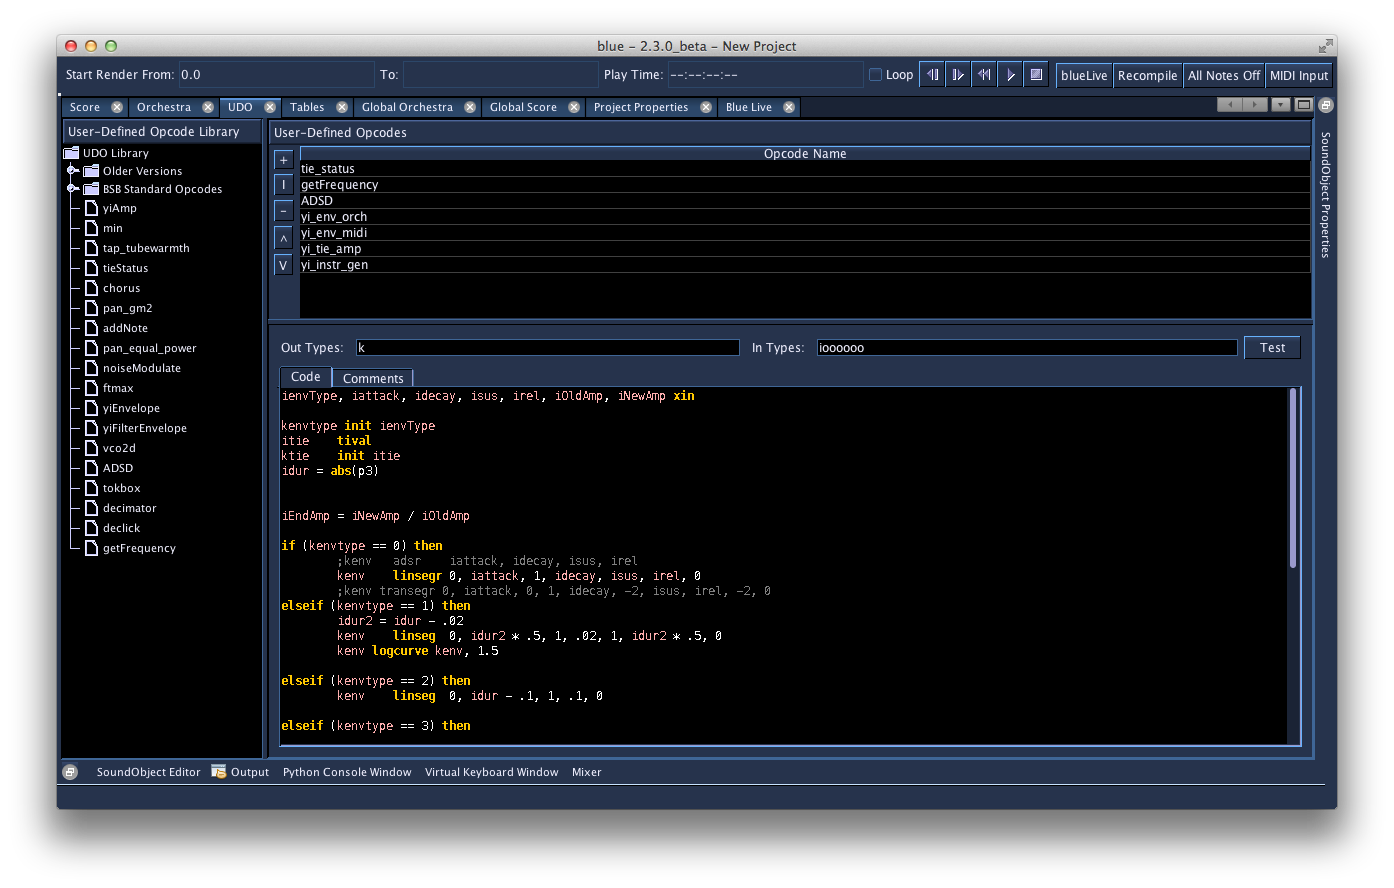 blue - 2.3.0_beta - New Project
Start Render From: 0.0 To: Play Time: --:--:--:-- Loop blueLive Recompile All Notes Off MIDI Input
Score Orchestra UDO Tables Global Orchestra Global Score Project Properties Blue Live
User-Defined Opcode Library
UDO Library
Older Versions
BSB Standard Opcodes
yiAmp
min
tap_tubewarmth
tieStatus
chorus
pan_gm2
addNote
pan_equal_power
noiseModulate
ftmax
yiEnvelope
yiFilterEnvelope
vco2d
ADSD
tokbox
decimator
declick
getFrequency
User-Defined Opcodes
+
I
-
^
V
Opcode Name
tie_status
getFrequency
ADSD
yi_env_orch
yi_env_midi
yi_tie_amp
yi_instr_gen
Out Types: k In Types: ioooooo Test
Code Comments
ienvType, iattack, idecay, isus, irel, iOldAmp, iNewAmp xin
kenvtype init ienvType
itie tival
ktie init itie
idur = abs(p3)
iEndAmp = iNewAmp / iOldAmp
if (kenvtype == 0) then
;kenv adsr iattack, idecay, isus, irel
kenv linsegr 0, iattack, 1, idecay, isus, irel, 0
;kenv transegr 0, iattack, 0, 1, idecay, -2, isus, irel, -2, 0
elseif (kenvtype == 1) then
idur2 = idur - .02
kenv linseg 0, idur2 * .5, 1, .02, 1, idur2 * .5, 0
kenv logcurve kenv, 1.5
elseif (kenvtype == 2) then
kenv linseg 0, idur - .1, 1, .1, 0
elseif (kenvtype == 3) then
SoundObject Properties
SoundObject Editor Output Python Console Window Virtual Keyboard Window Mixer